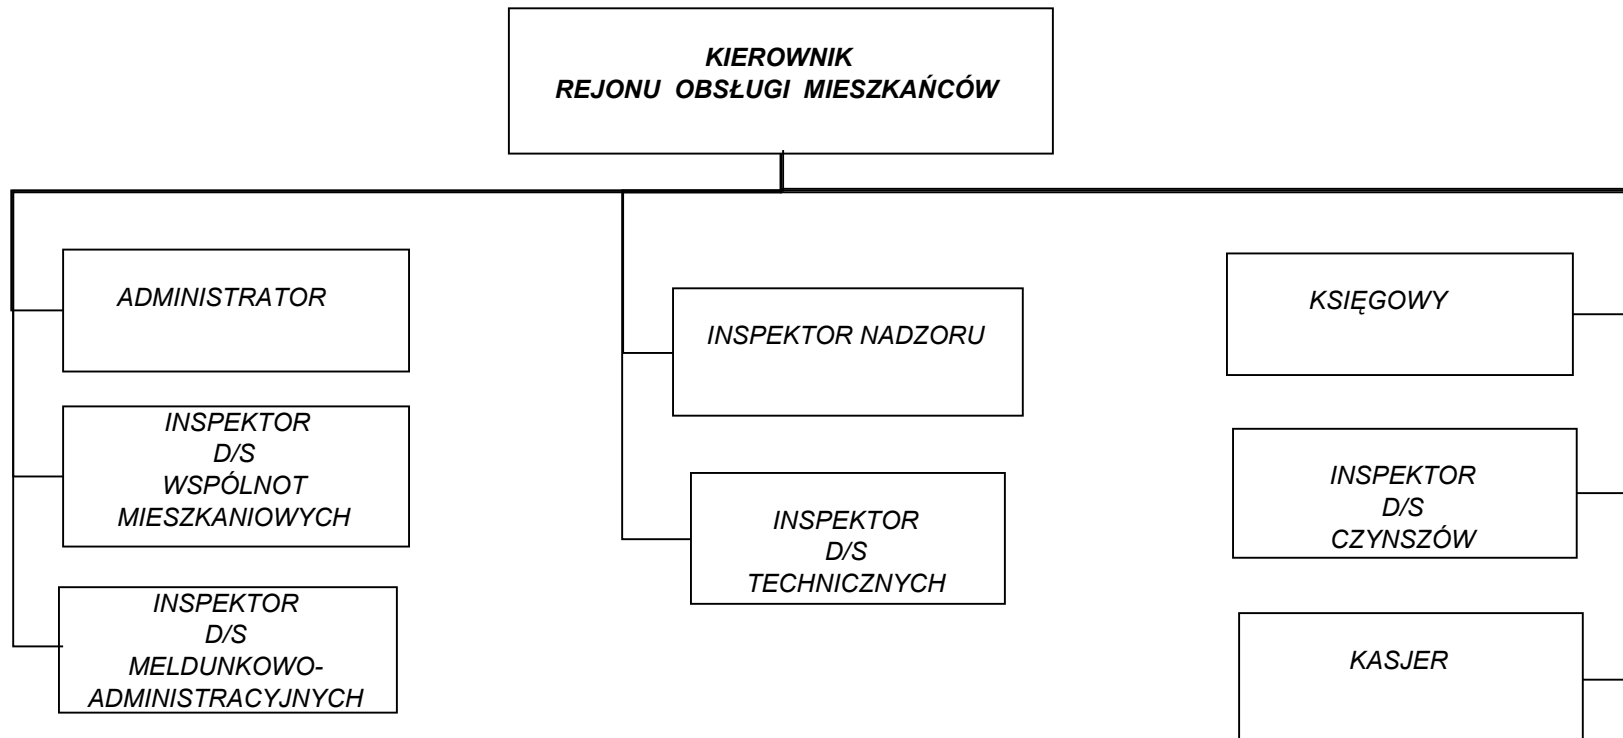 KIEROWNIK
REJONU OBSŁUGI MIESZKAŃCÓW
ADMINISTRATOR
INSPEKTOR
D/S
WSPÓLNOT
MIESZKANIOWYCH
INSPEKTOR
D/S
MELDUNKOWO-
ADMINISTRACYJNYCH
INSPEKTOR NADZORU
INSPEKTOR
D/S
TECHNICZNYCH
KSIĘGOWY
INSPEKTOR
D/S
CZYNSZÓW
KASJER